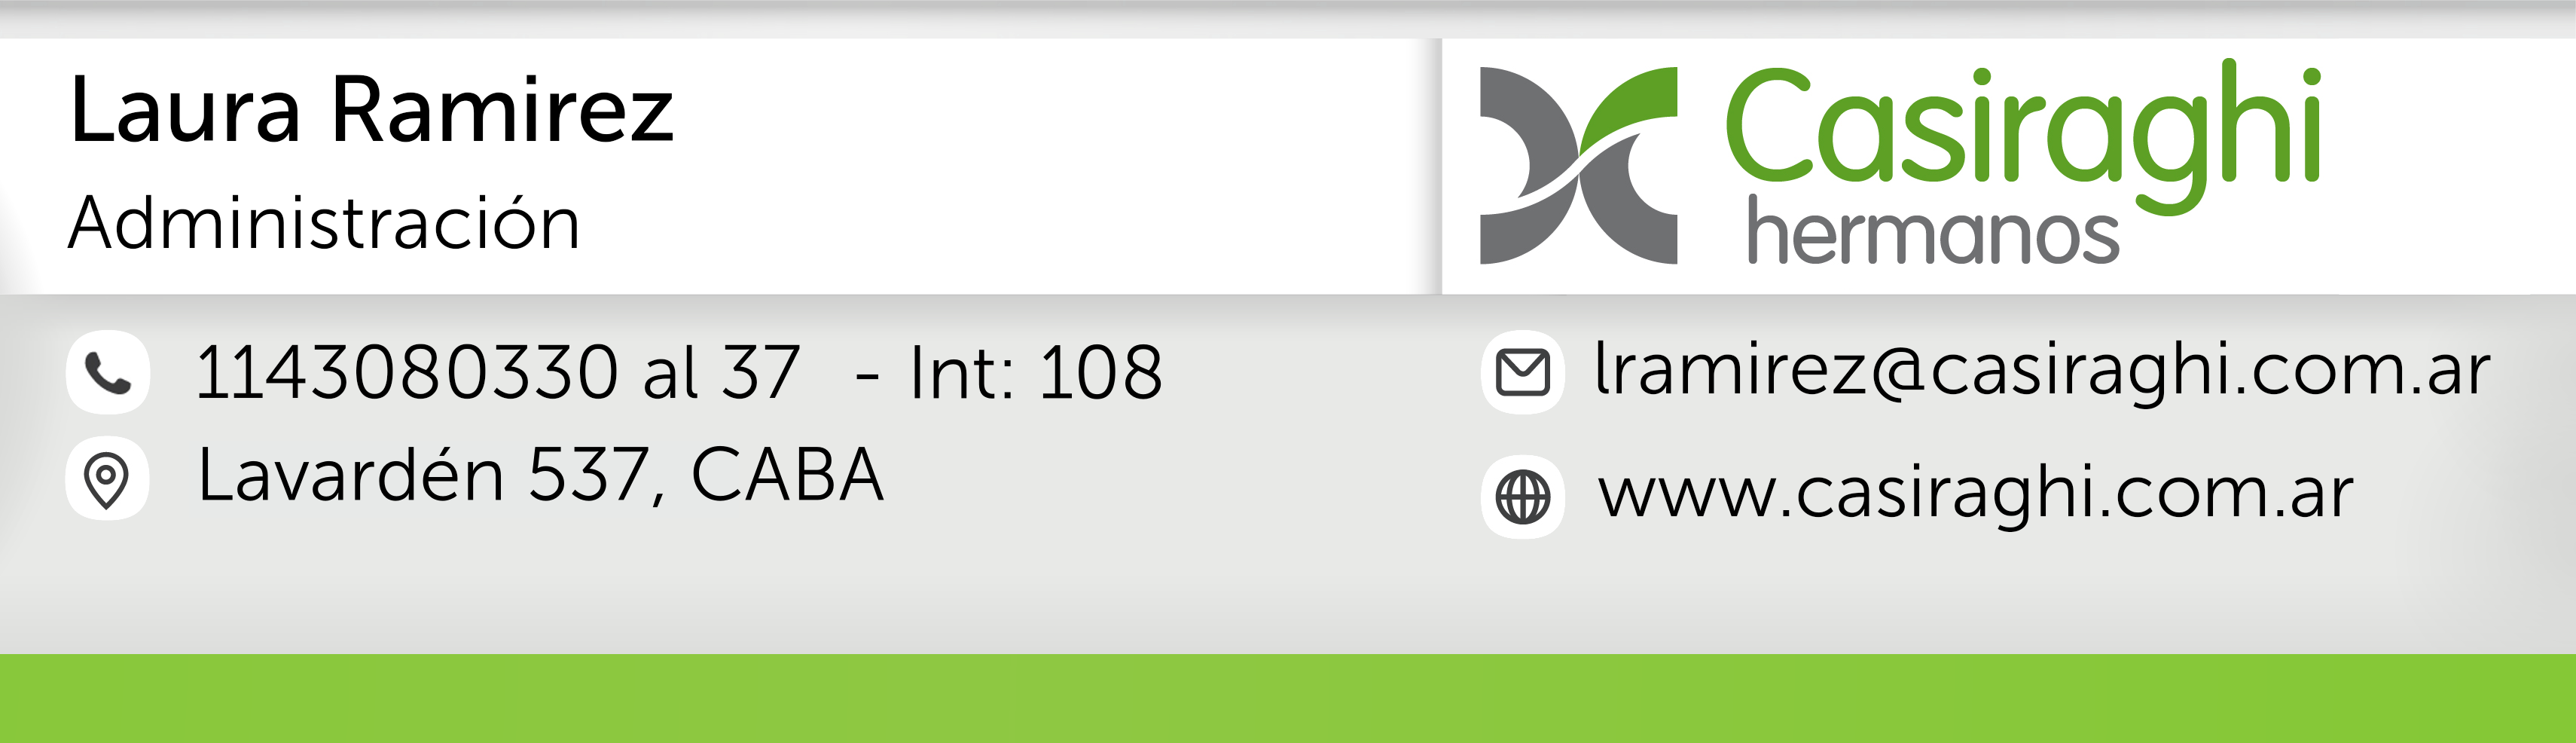 Laura Ramirez
Administración
Casiraghi
hermanos
1143080330 al 37 - Int: 108
Lavardén 537, CABA
lramirez@casiraghi.com.ar
www.casiraghi.com.ar